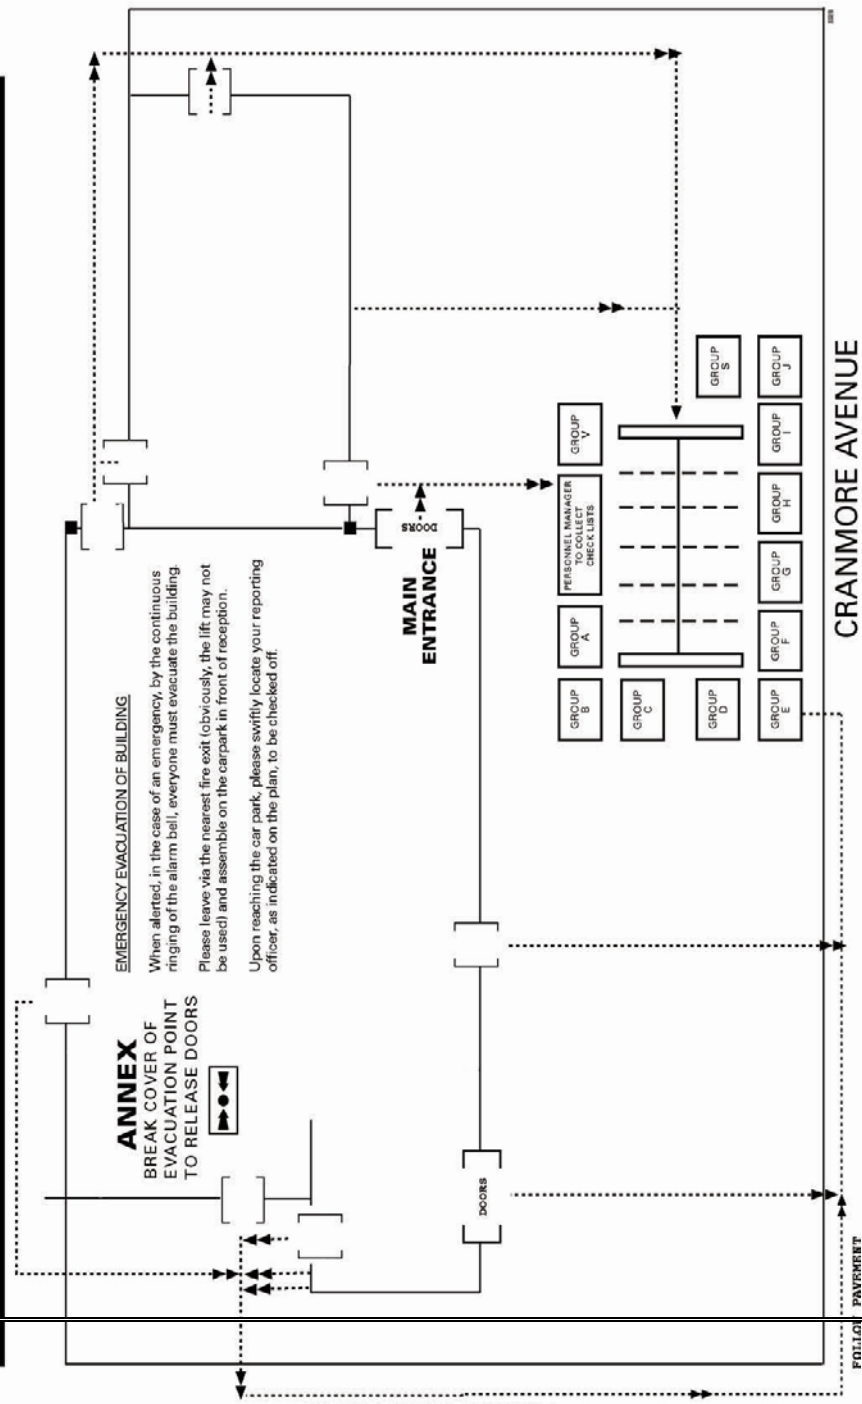 EMERGENCY EVACUATION OF BUILDING
When alerted, in the case of an emergency, by the continuous
ringing of the alarm bell, everyone must evacuate the building.
Please leave via the nearest fire exit (obviously, the lift may not
be used) and assemble on the carpark in front of reception.
Upon reaching the car park, please swiftly locate your reporting
officer, as indicated on the plan, to be checked off.
ANNEX
BREAK COVER OF
EVACUATION POINT
TO RELEASE DOORS
MAIN
ENTRANCE
DOORS
DOORS
GROUP
B
GROUP
A
PERSONNEL MANAGER
TO COLLECT
CHECK LISTS
GROUP
V
GROUP
C
GROUP
D
GROUP
S
GROUP
E
GROUP
F
GROUP
G
GROUP
H
GROUP
I
GROUP
J
CRANMORE AVENUE
FOLLOW PAVEMENT